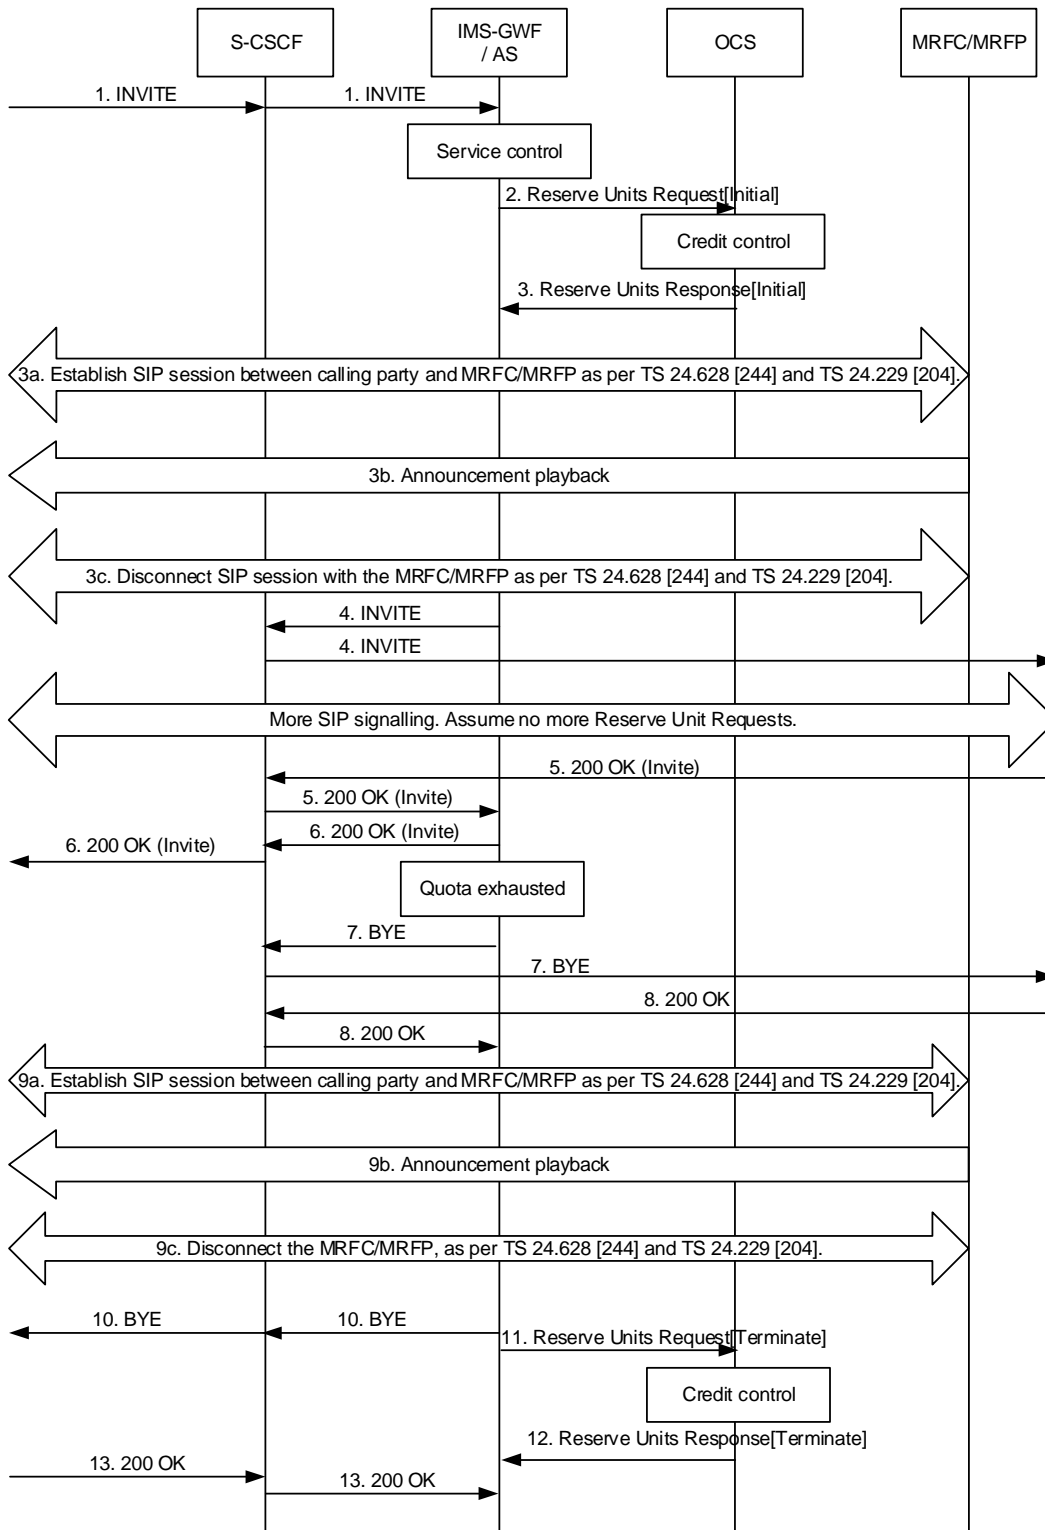 S-CSCF
IMS-GWF
/ AS
OCS
MRFC/MRFP
1. INVITE
1. INVITE
Service control
2. Reserve Units Request[Initial]
Credit control
3. Reserve Units Response[Initial]
3a. Establish SIP session between calling party and MRFC/MRFP as per TS 24.628 [244] and TS 24.229 [204].
3b. Announcement playback
3c. Disconnect SIP session with the MRFC/MRFP as per TS 24.628 [244] and TS 24.229 [204].
4. INVITE
4. INVITE
More SIP signalling. Assume no more Reserve Unit Requests.
5. 200 OK (Invite)
5. 200 OK (Invite)
6. 200 OK (Invite)
6. 200 OK (Invite)
Quota exhausted
7. BYE
7. BYE
8. 200 OK
8. 200 OK
9a. Establish SIP session between calling party and MRFC/MRFP as per TS 24.628 [244] and TS 24.229 [204].
9b. Announcement playback
9c. Disconnect the MRFC/MRFP, as per TS 24.628 [244] and TS 24.229 [204].
10. BYE
10. BYE
11. Reserve Units Request[Terminate]
Credit control
12. Reserve Units Response[Terminate]
13. 200 OK
13. 200 OK